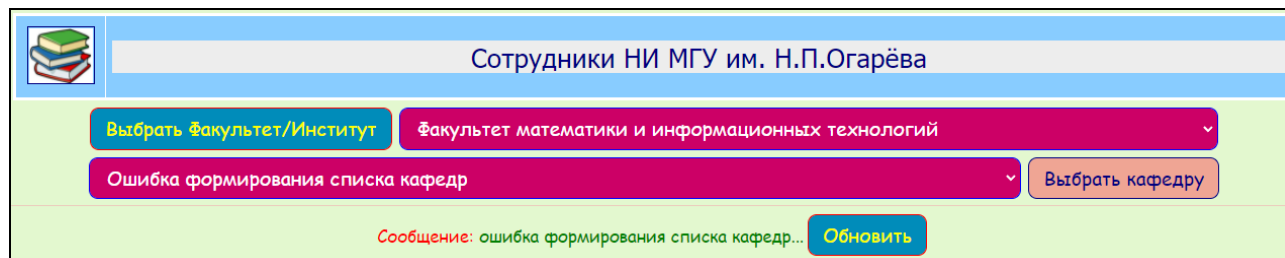 Сотрудники НИ МГУ им. Н.П.Огарёва
Выбрать Факультет/Институт Факультет математики и информационных технологий
Ошибка формирования списка кафедр Выбрать кафедру
Сообщение: ошибка формирования списка кафедр... Обновить